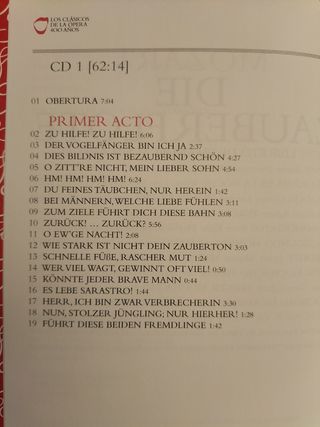 LOS CLÁSICOS
DE LA ÓPERA
400 AÑOS
CD 1 [62:14]
01 OBERTURA 7:04
PRIMER ACTO
02 ZU HILFE! ZU HILFE! 6:06
03 DER VOGELFÄNGER BIN ICH JA 2:37
04 DIES BILDNIS IST BEZAUBERND SCHÖN 4:27
05 O ZITT'RE NICHT, MEIN LIEBER SOHN 4:54
06 HM! HM! HM! HM! 6:24
07 DU FEINES TÄUBCHEN, NUR HEREIN 1:42
08 BEI MÄNNERN, WELCHE LIEBE FÜHLEN 3:11
09 ZUM ZIELE FÜHRT DICH DIESE BAHN 3:08
10 ZURÜCK! ... ZURÜCK? 5:56
11 O EW'GE NACHT! 2:08
12 WIE STARK IST NICHT DEIN ZAUBERTON 3:03
13 SCHNELLE FÜßE, RASCHER MUT 1:24
14 WER VIEL WAGT, GEWINNT OFT VIEL! 0:50
15 KÖNNTE JEDER BRAVE MANN 0:44
16 ES LEBE SARASTRO! 1:44
17 HERR, ICH BIN ZWAR VERBRECHERIN 3:30
18 NUN, STOLZER JÜNGLING; NUR HIERHER! 1:28
19 FÜHRT DIESE BEIDEN FREMDLINGE 1:42